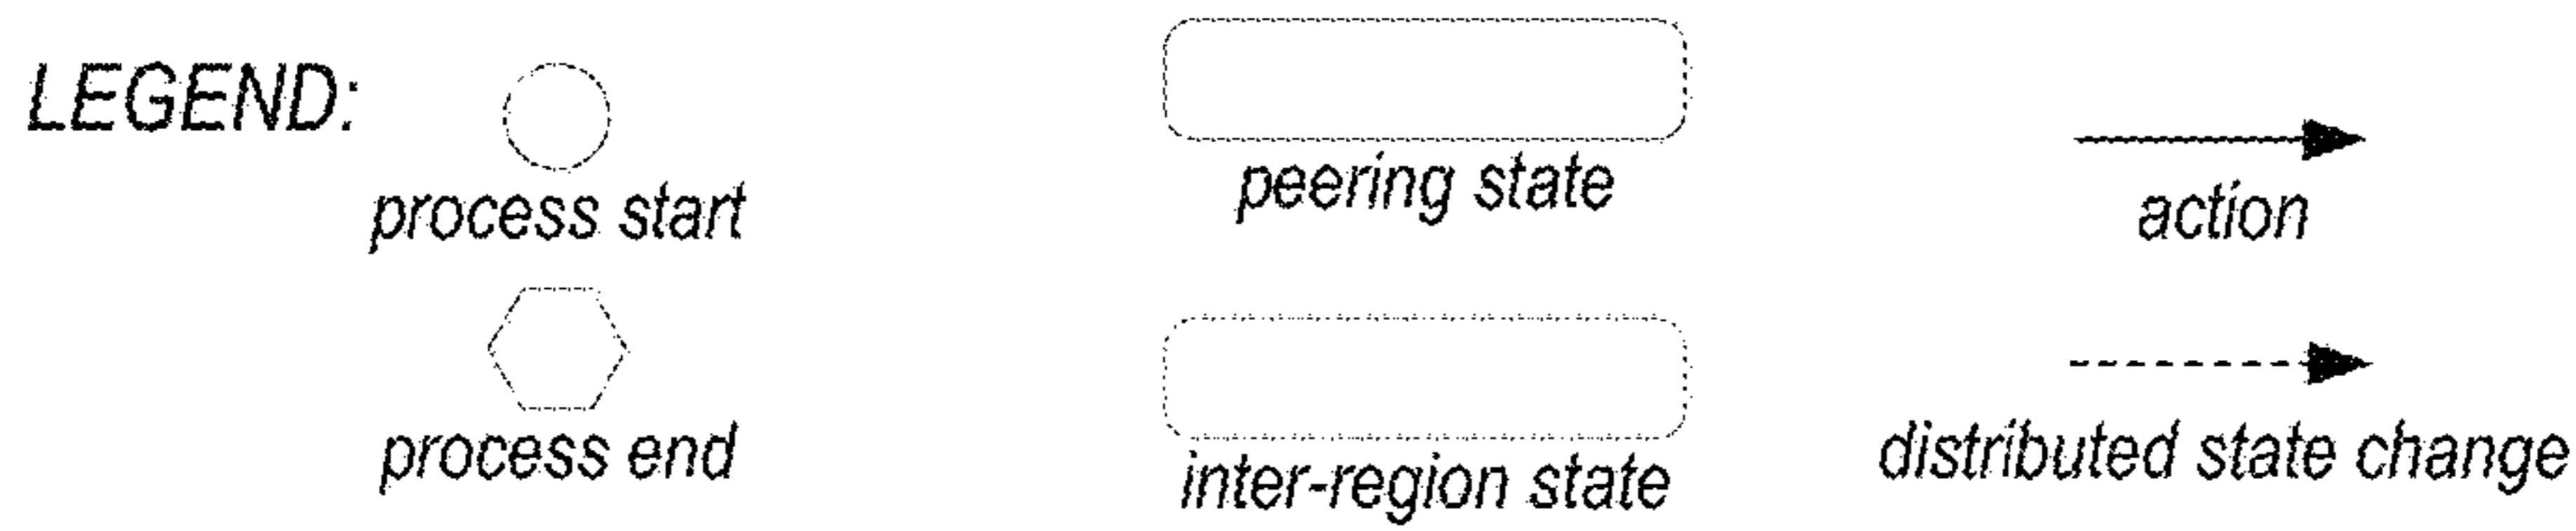 LEGEND:
process start
peering state
action
process end
inter-region state
distributed state change